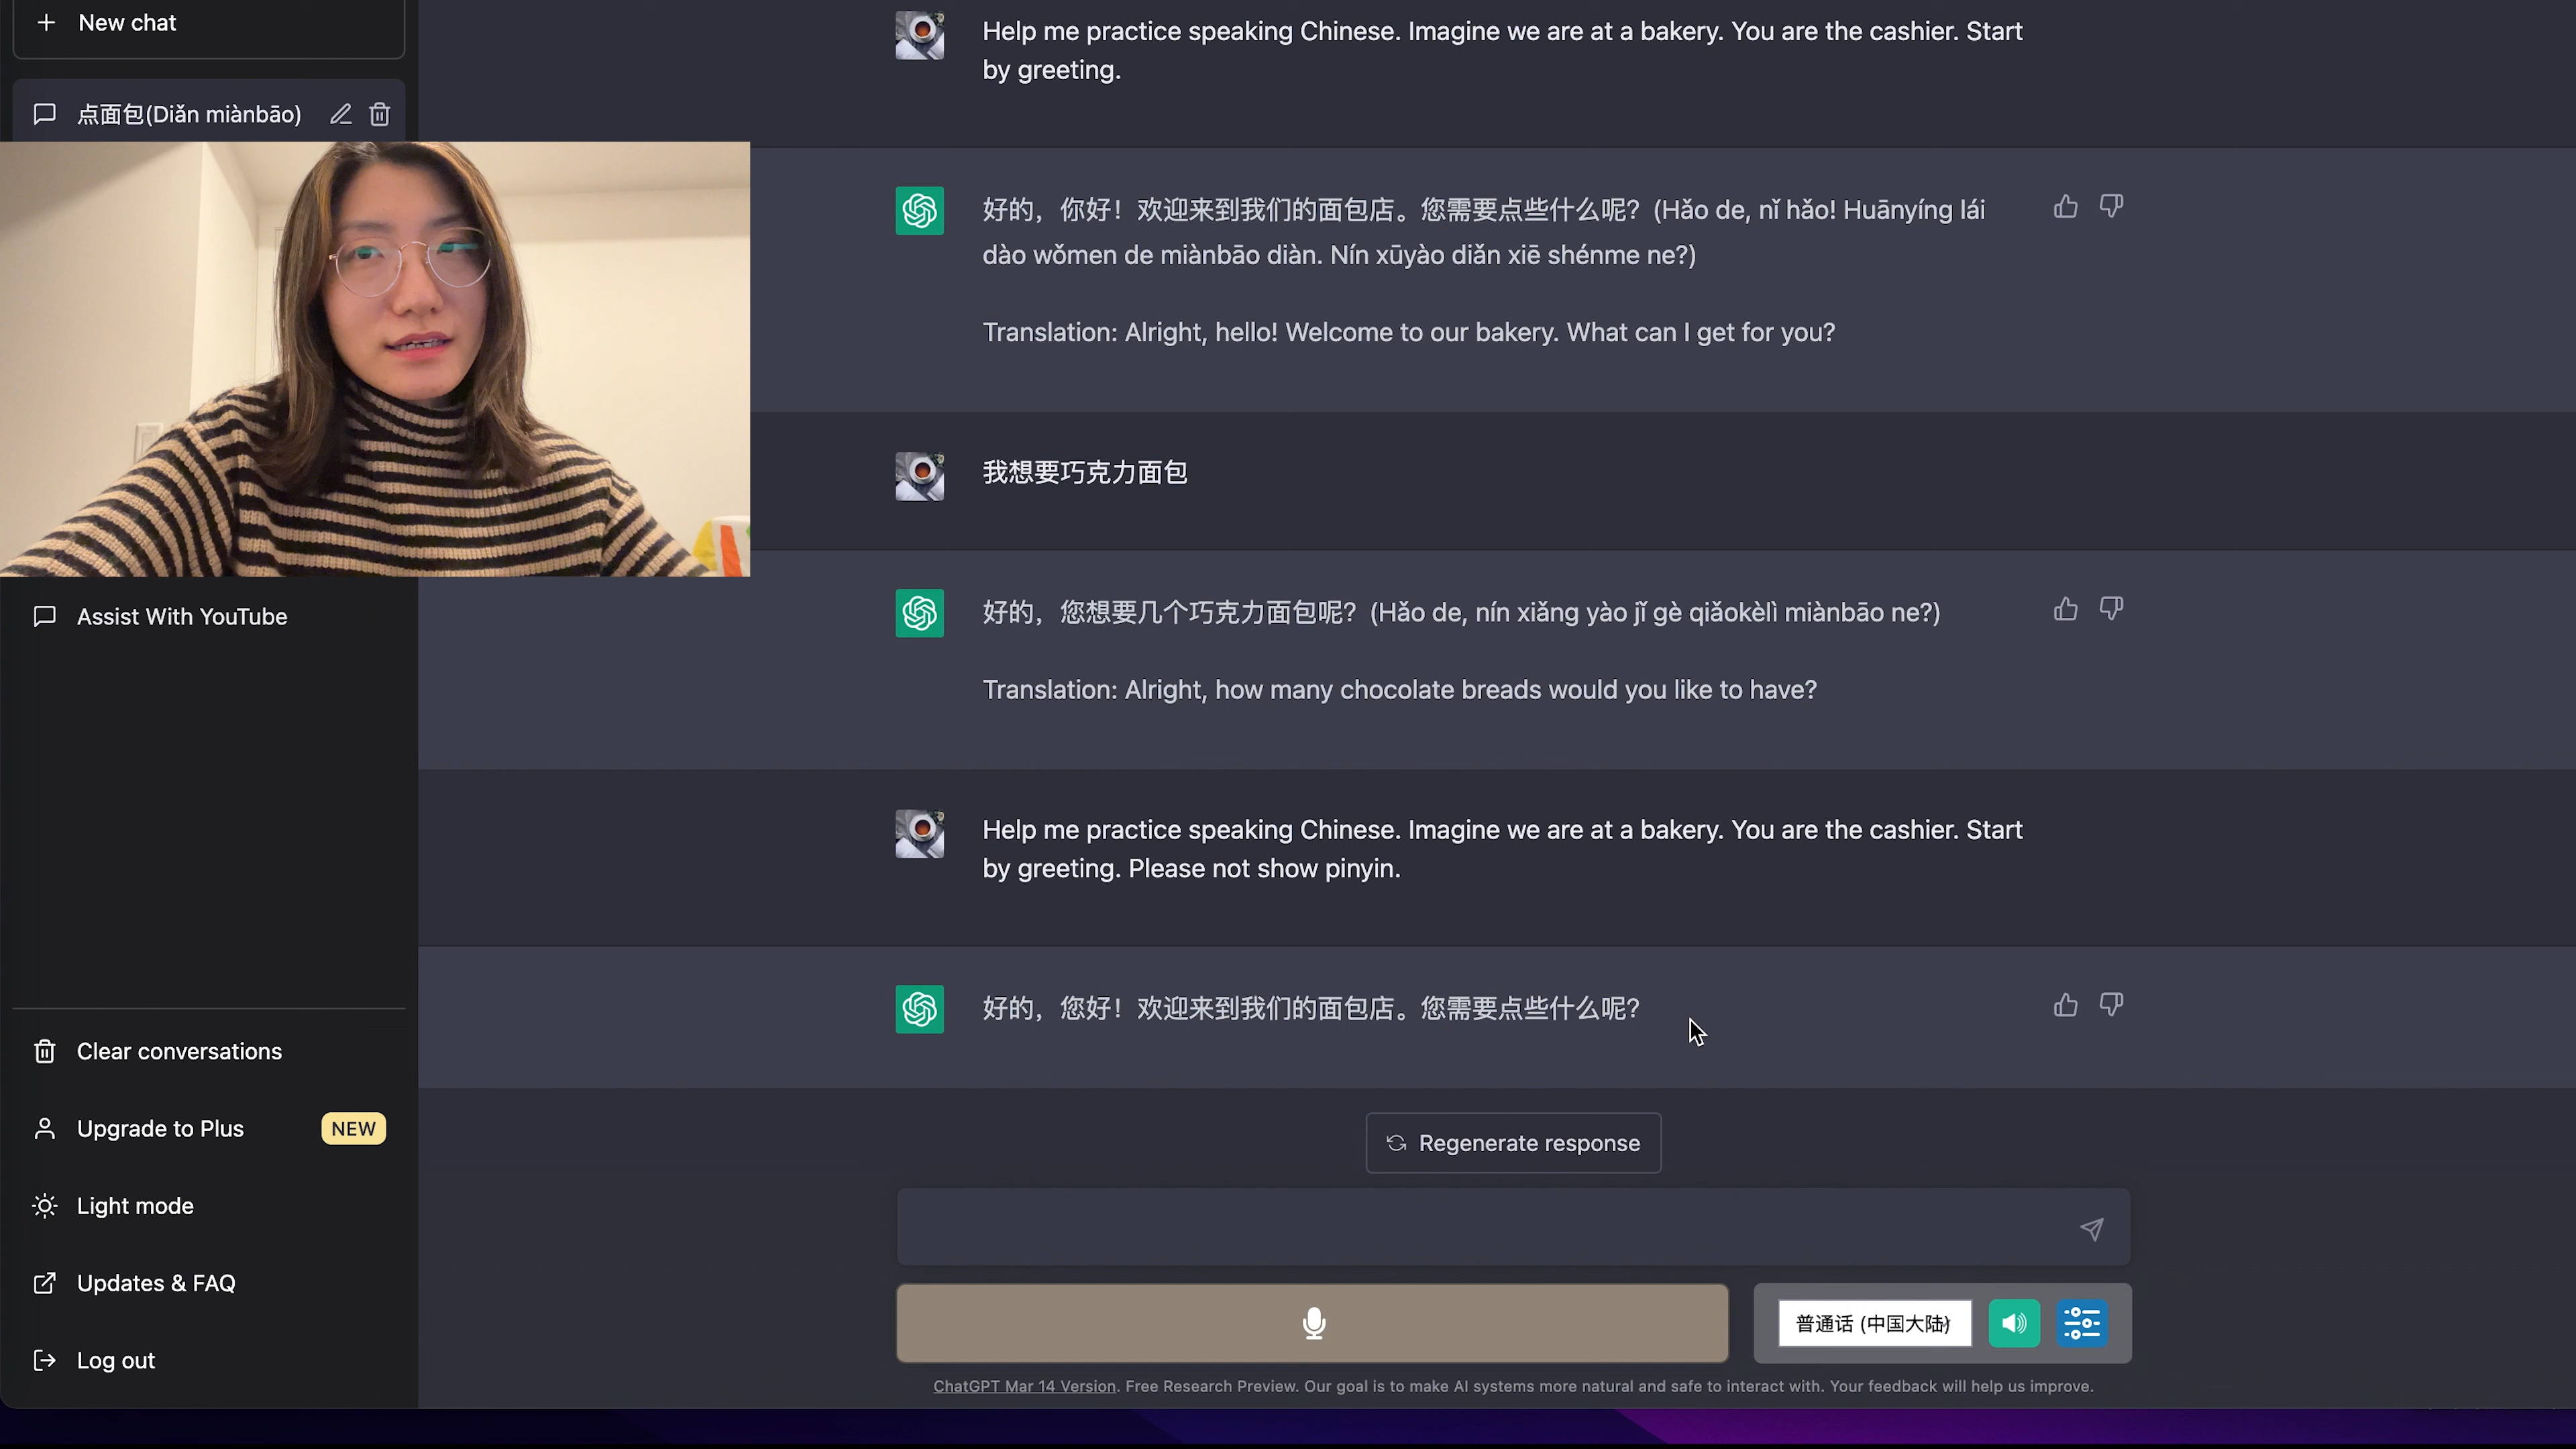 New chat
点面包(Diǎn miànbāo)
Assist With YouTube
Clear conversations
Upgrade to Plus
NEW
Light mode
Updates & FAQ
Log out
Help me practice speaking Chinese. Imagine we are at a bakery. You are the cashier. Start
by greeting.
好的，你好！欢迎来到我们的面包店。您需要点些什么呢？(Hǎo de, nǐ hǎo! Huānyíng lái
dào wǒmen de miànbāo diàn. Nín xūyào diǎn xiē shénme ne?)
Translation: Alright, hello! Welcome to our bakery. What can I get for you?
我想要巧克力面包
好的，您想要几个巧克力面包呢？(Hǎo de, nín xiǎng yào jǐ gè qiǎokèlì miànbāo ne?)
Translation: Alright, how many chocolate breads would you like to have?
Help me practice speaking Chinese. Imagine we are at a bakery. You are the cashier. Start
by greeting. Please not show pinyin.
好的，您好！欢迎来到我们的面包店。您需要点些什么呢？
Regenerate response
普通话 (中国大陆)
ChatGPT Mar 14 Version. Free Research Preview. Our goal is to make AI systems more natural and safe to interact with. Your feedback will help us improve.